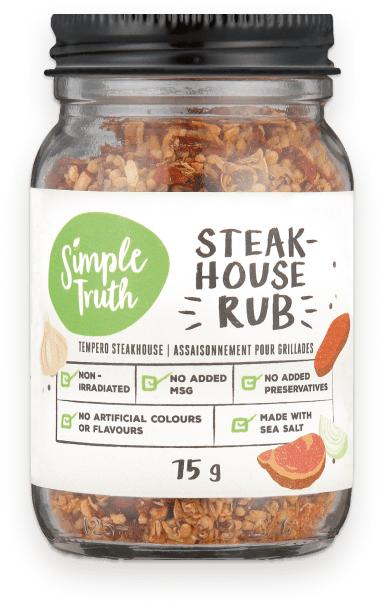 Simple
Truth
STEAK-
HOUSE
RUB
TEMPERO STEAKHOUSE | ASSAISONNEMENT POUR GRILLADES
NON-
IRRADIATED
NO ADDED
MSG
NO ADDED
PRESERVATIVES
NO ARTIFICIAL COLOURS
OR FLAVOURS
MADE WITH
SEA SALT
75 g